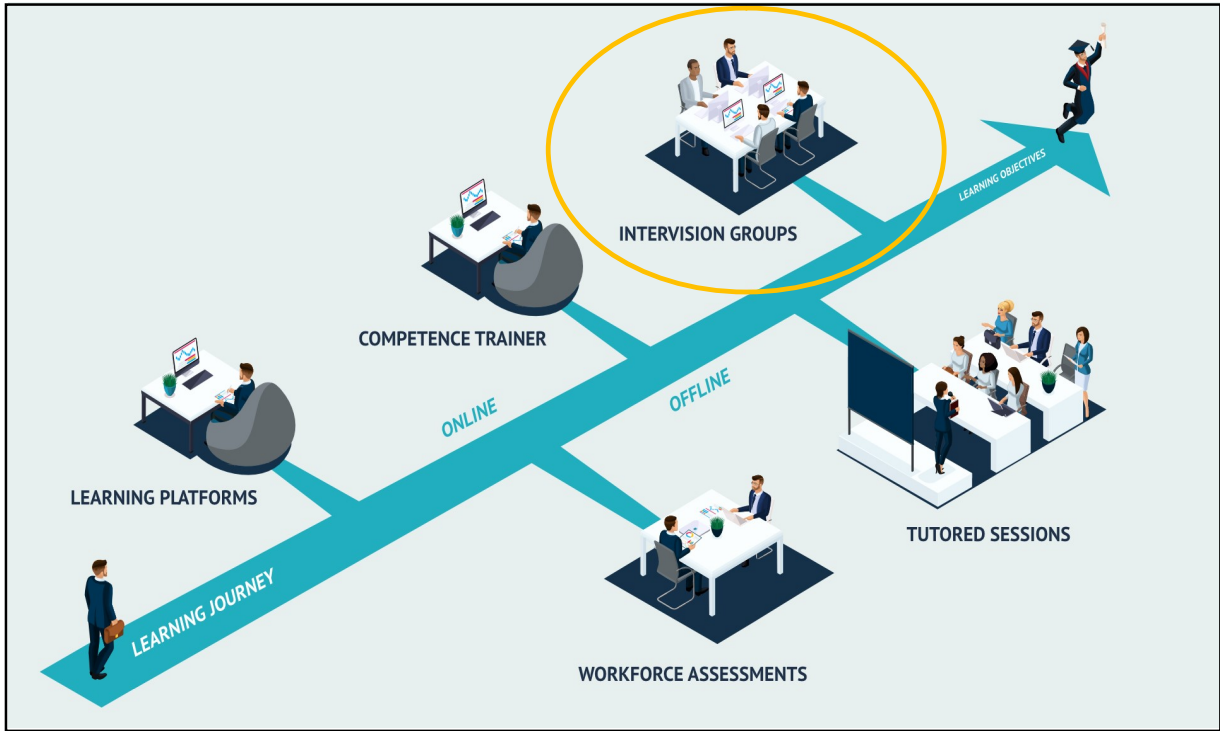 LEARNING OBJECTIVES
INTERVISION GROUPS
COMPETENCE TRAINER
ONLINE
OFFLINE
LEARNING PLATFORMS
TUTORED SESSIONS
LEARNING JOURNEY
WORKFORCE ASSESSMENTS